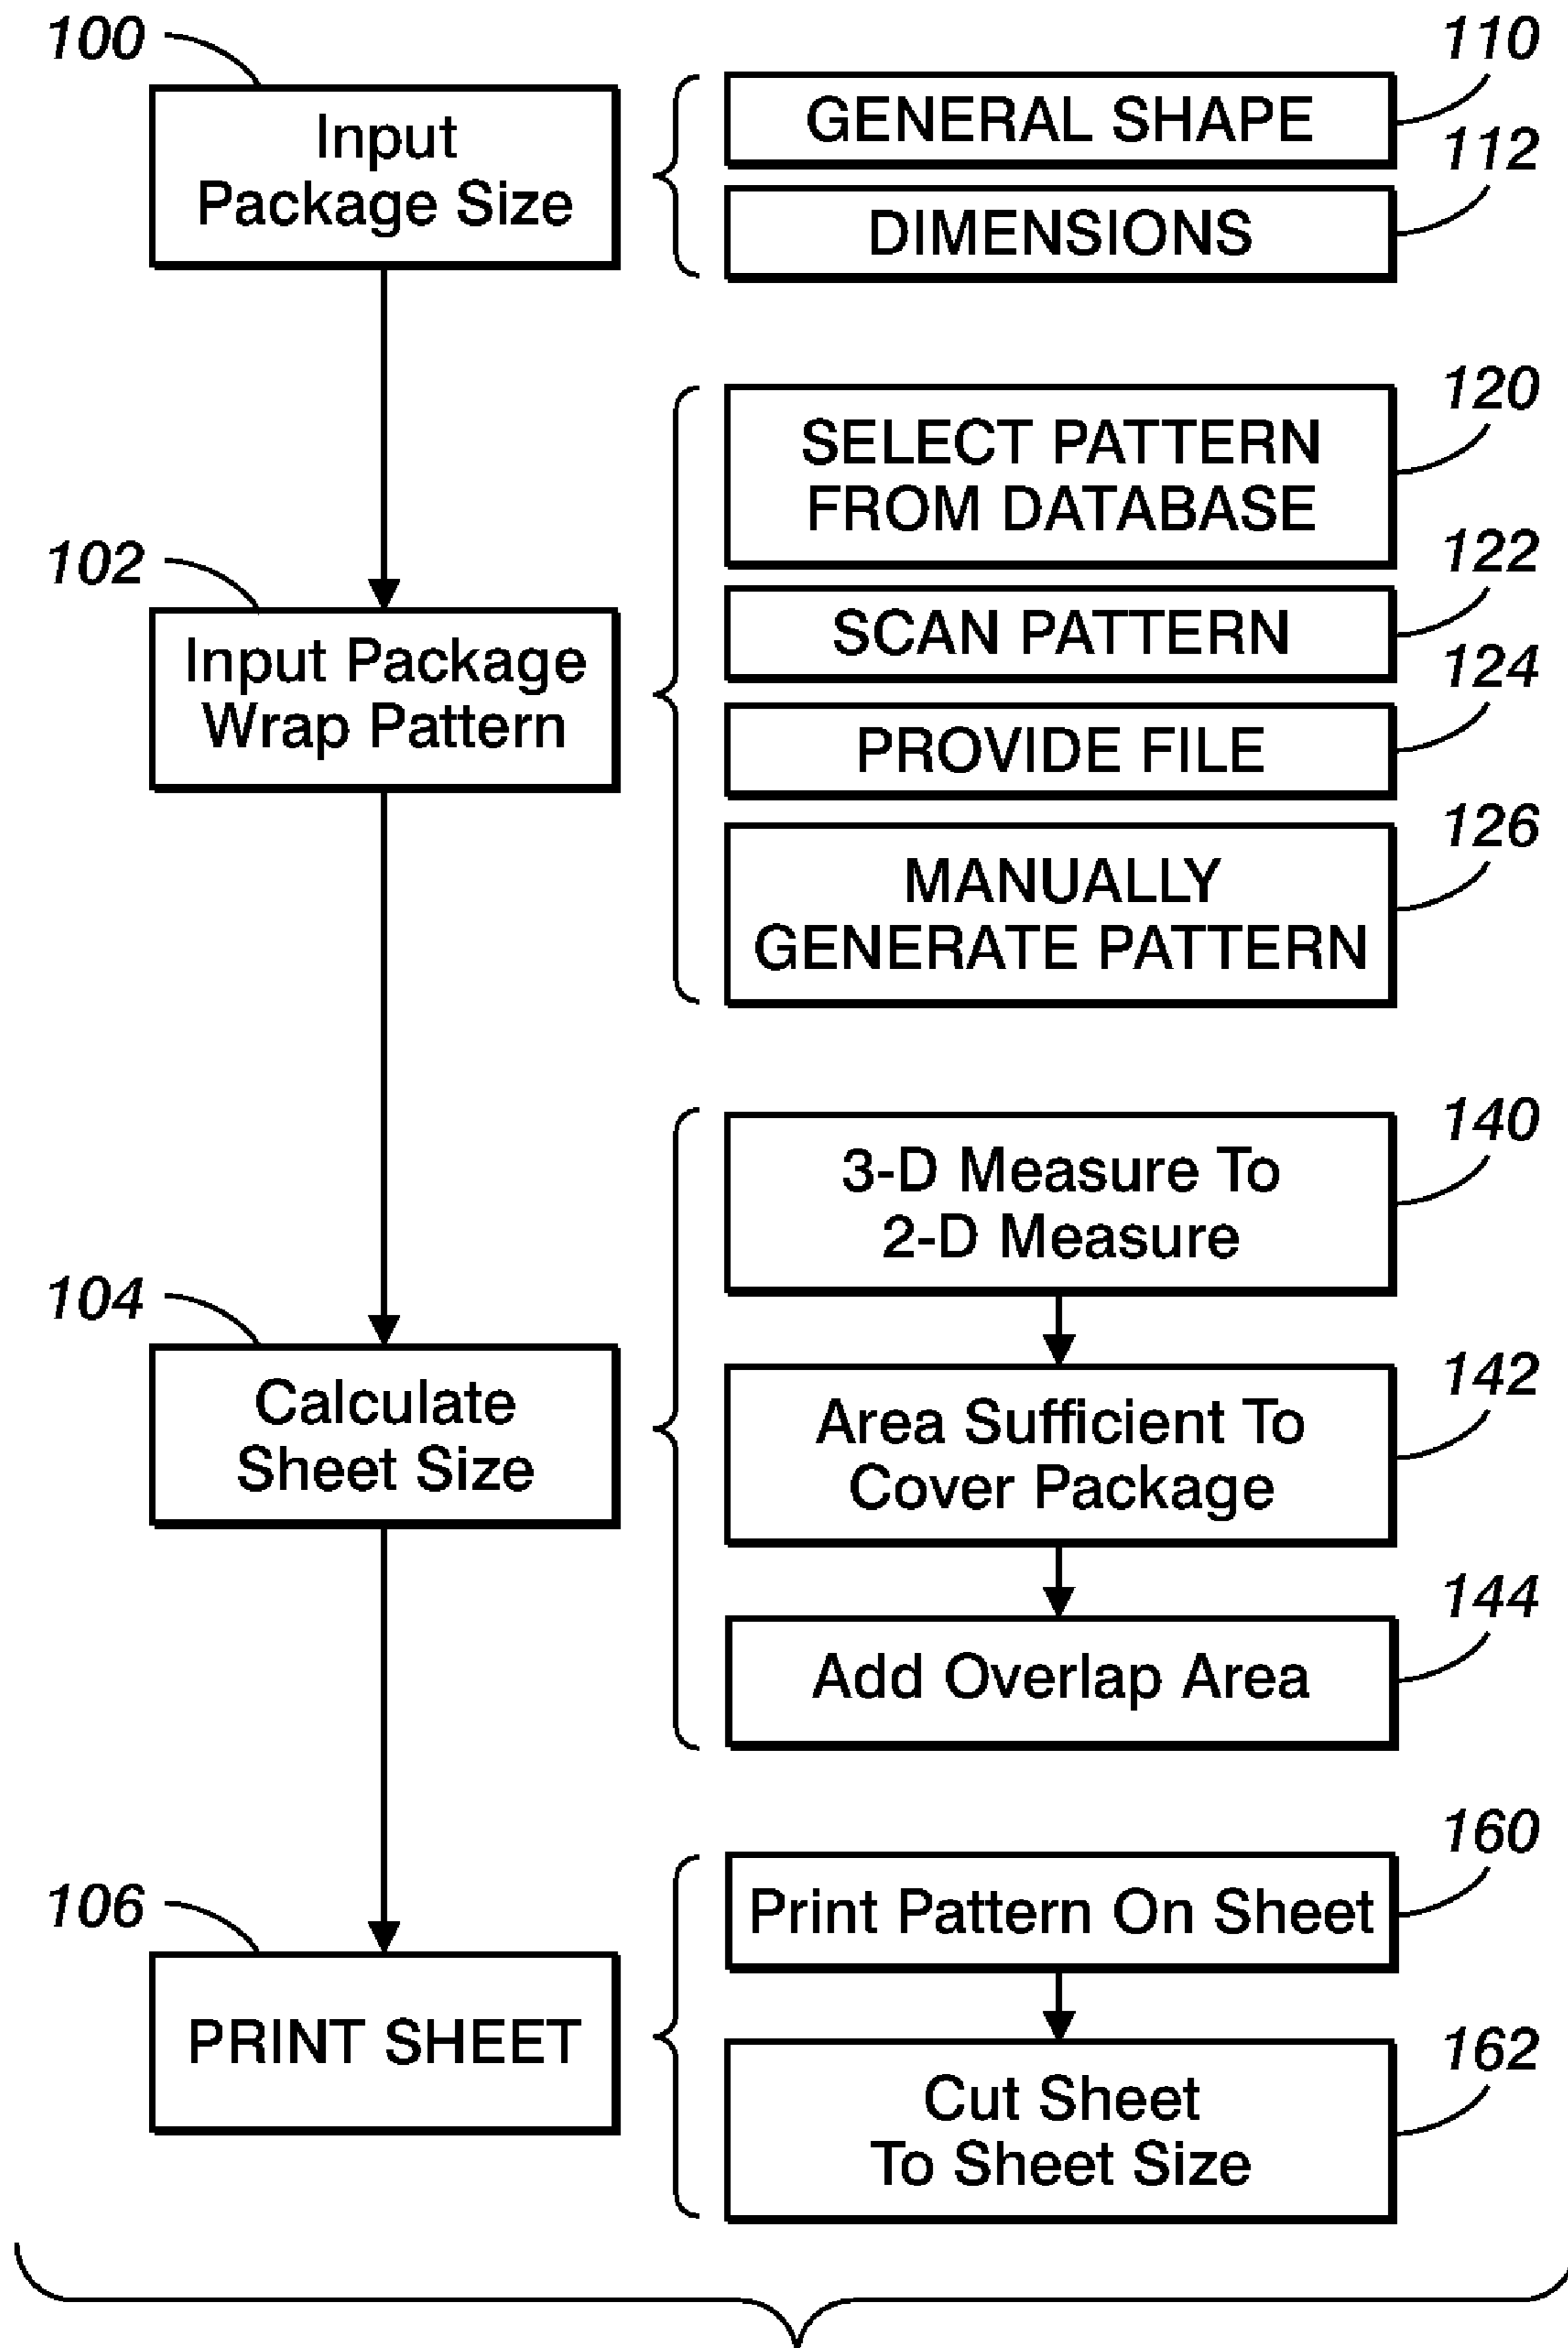 100
Input
Package Size
110
GENERAL SHAPE
112
DIMENSIONS
102
Input Package
Wrap Pattern
120
SELECT PATTERN
FROM DATABASE
122
SCAN PATTERN
124
PROVIDE FILE
126
MANUALLY
GENERATE PATTERN
104
Calculate
Sheet Size
140
3-D Measure To
2-D Measure
142
Area Sufficient To
Cover Package
144
Add Overlap Area
106
PRINT SHEET
160
Print Pattern On Sheet
162
Cut Sheet
To Sheet Size